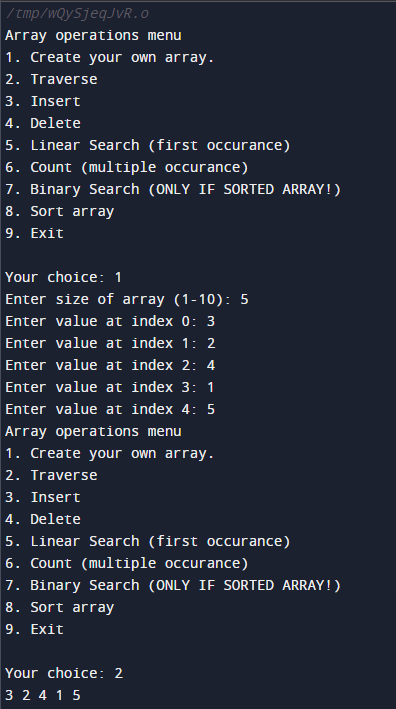 /tmp/wQySjeqJvR.o
Array operations menu
1. Create your own array.
2. Traverse
3. Insert
4. Delete
5. Linear Search (first occurance)
6. Count (multiple occurance)
7. Binary Search (ONLY IF SORTED ARRAY!)
8. Sort array
9. Exit
Your choice: 1
Enter size of array (1-10): 5
Enter value at index 0: 3
Enter value at index 1: 2
Enter value at index 2: 4
Enter value at index 3: 1
Enter value at index 4: 5
Array operations menu
1. Create your own array.
2. Traverse
3. Insert
4. Delete
5. Linear Search (first occurance)
6. Count (multiple occurance)
7. Binary Search (ONLY IF SORTED ARRAY!)
8. Sort array
9. Exit
Your choice: 2
3 2 4 1 5